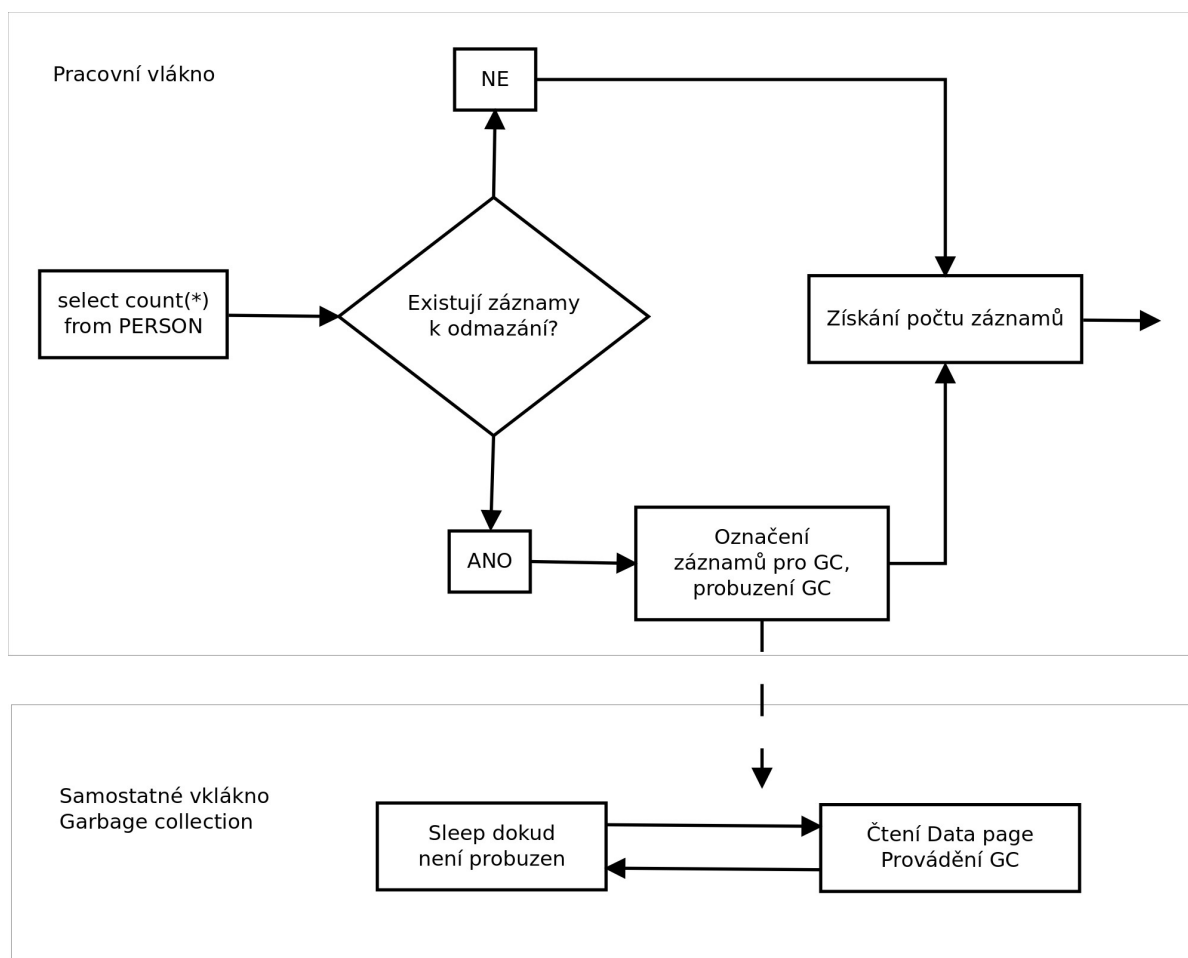 Pracovní vlákno
NE
select count(*)
from PERSON
Existují záznamy
k odmazání?
Získání počtu záznamů
ANO
Označení
záznamů pro GC,
probuzení GC
Samostatné vklákno
Garbage collection
Sleep dokud
není probuzen
Čtení Data page
Provádění GC